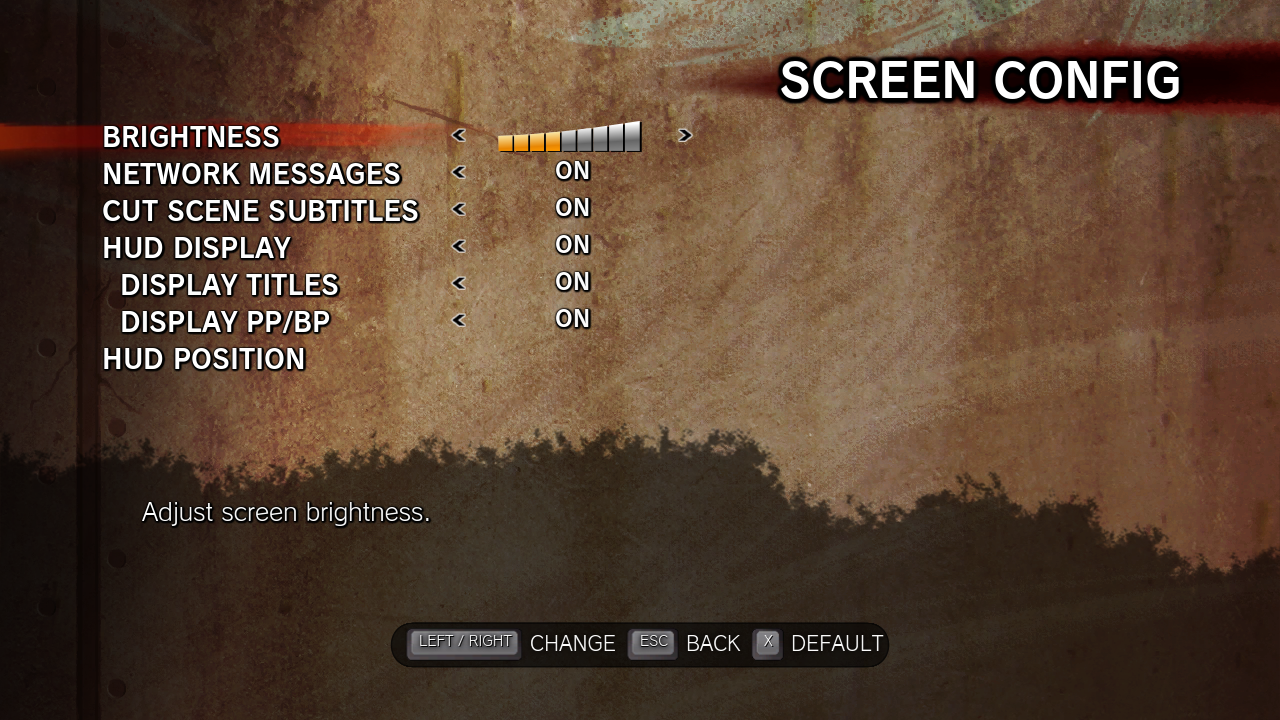 SCREEN CONFIG
BRIGHTNESS
NETWORK MESSAGES ON
CUT SCENE SUBTITLES ON
HUD DISPLAY ON
DISPLAY TITLES ON
DISPLAY PP/BP ON
HUD POSITION
Adjust screen brightness.
LEFT / RIGHT CHANGE ESC BACK X DEFAULT